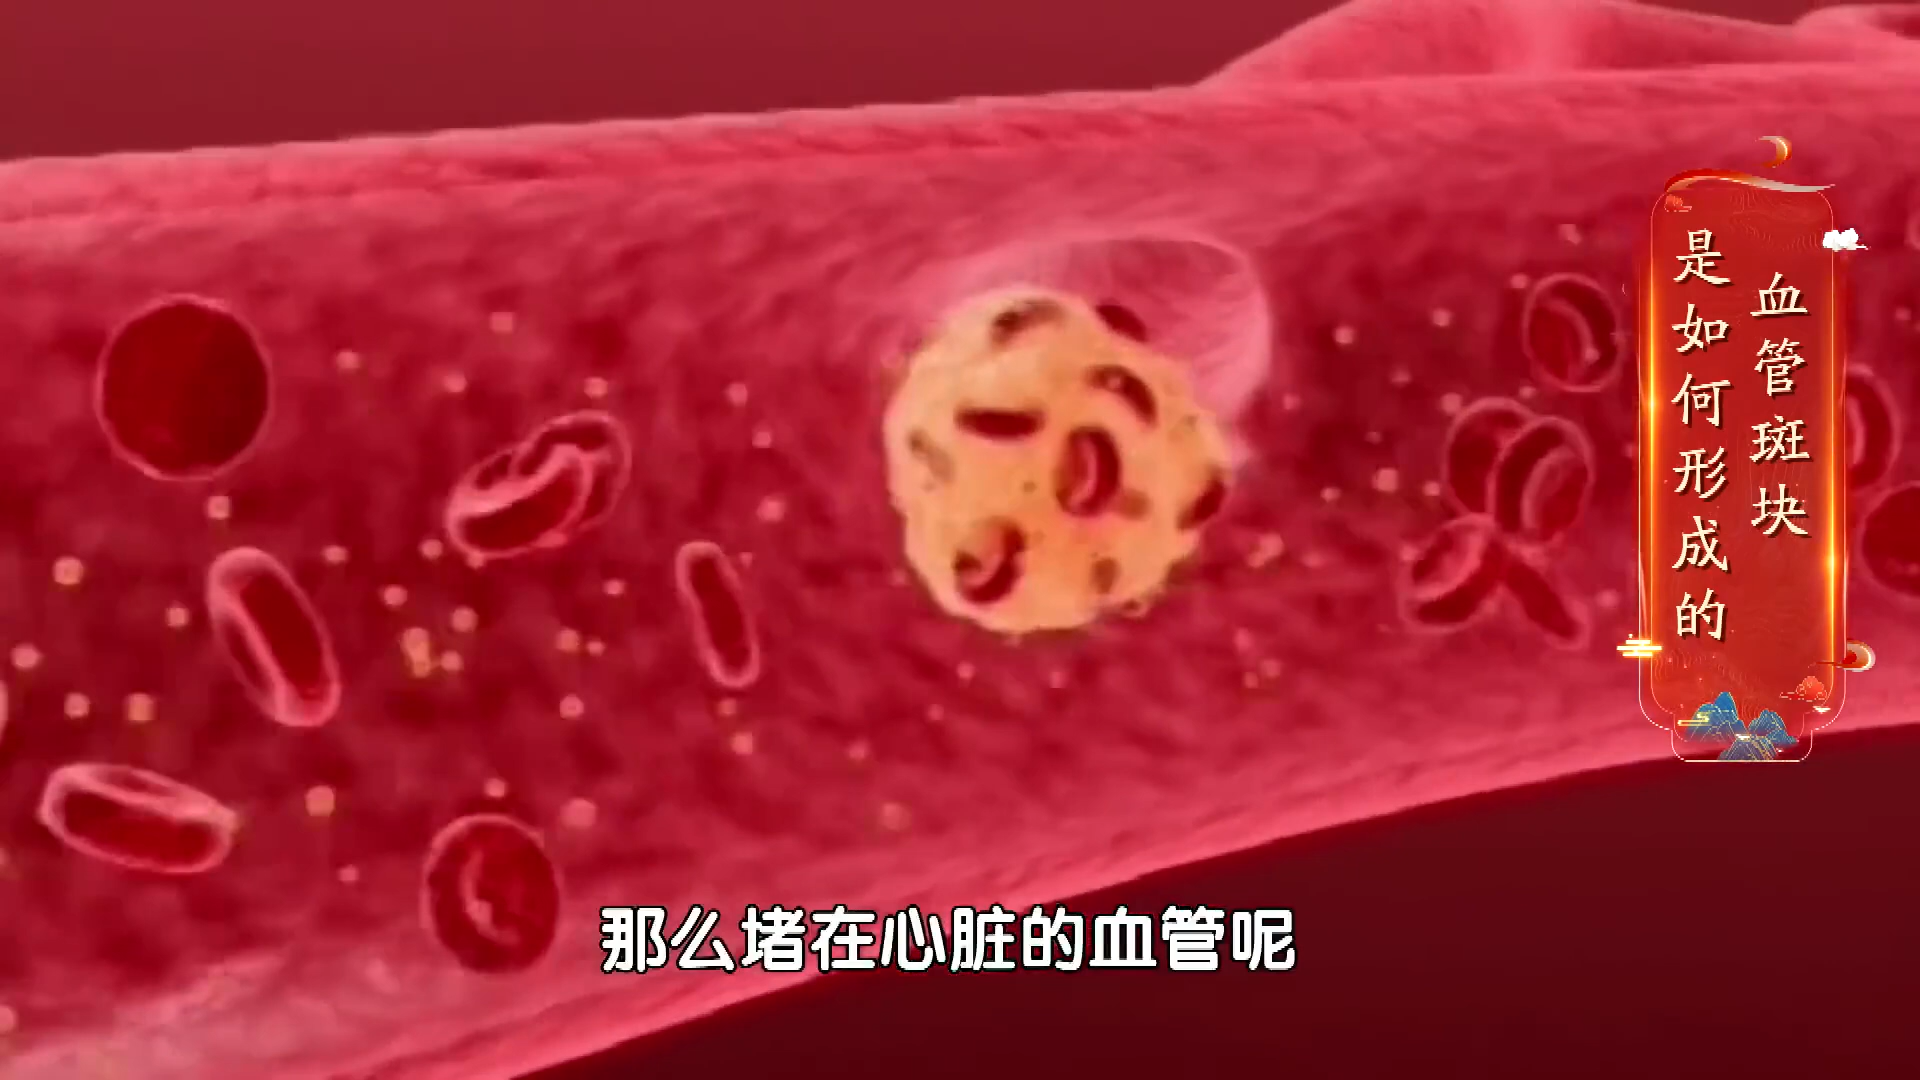 血管斑块
是如何形成的
那么堵在心脏的血管呢